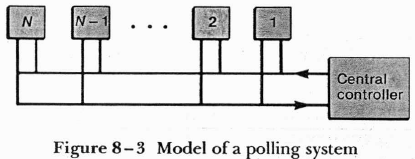 N N–1 . . . 2 1
Central
controller
Figure 8–3 Model of a polling system